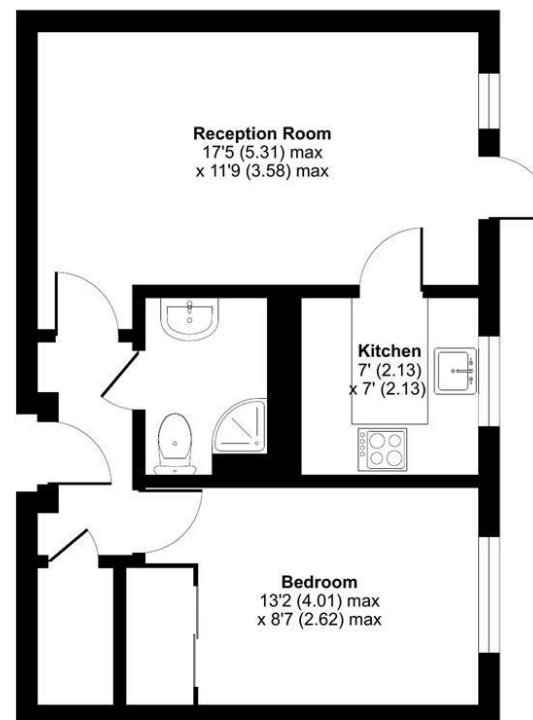 Reception Room
17'5 (5.31) max
x 11'9 (3.58) max
Kitchen
7' (2.13)
x 7' (2.13)
Bedroom
13'2 (4.01) max
x 8'7 (2.62) max